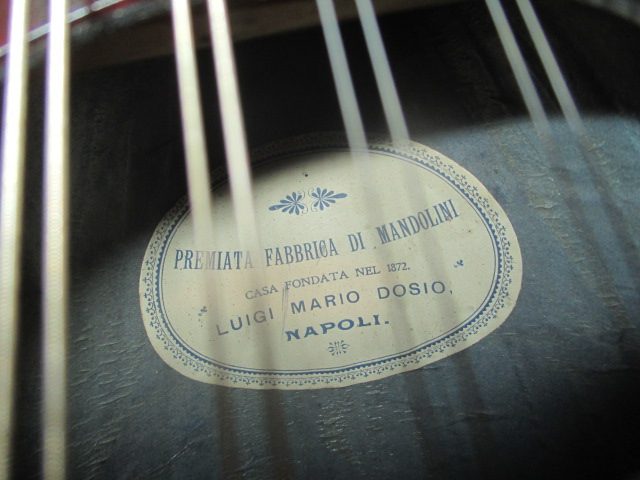 PREMIATA FABBRICA DI MANDOLINI
CASA FONDATA NEL 1872.
LUIGI MARIO DOSIO,
NAPOLI.